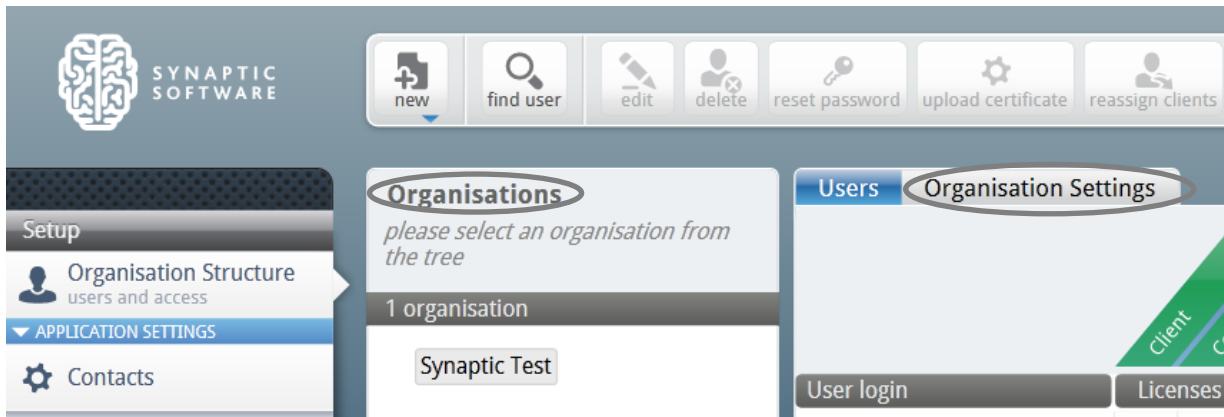 SYNAPTIC
SOFTWARE
new
find user
edit
delete
reset password
upload certificate
reassign clients
Setup
Organisation Structure
users and access
APPLICATION SETTINGS
Contacts
Organisations
please select an organisation from
the tree
1 organisation
Synaptic Test
Users
Organisation Settings
Client
User login
Licenses